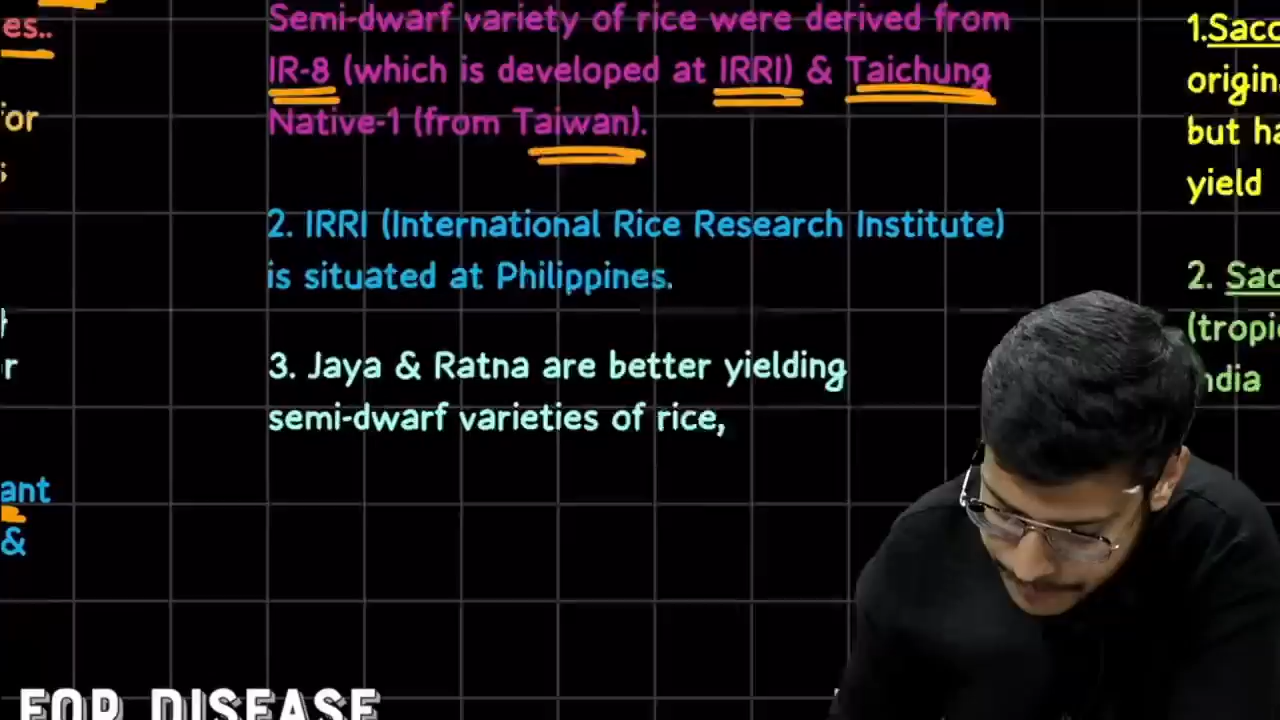 es..
for
s
r
ant
&
Semi-dwarf variety of rice were derived from
IR-8 (which is developed at IRRI) & Taichung
Native-1 (from Taiwan).
2. IRRI (International Rice Research Institute)
is situated at Philippines.
3. Jaya & Ratna are better yielding
semi-dwarf varieties of rice,
1.Sacc
origin
but ha
yield
2. Sac
(tropic
ndia
FOR DISEASE